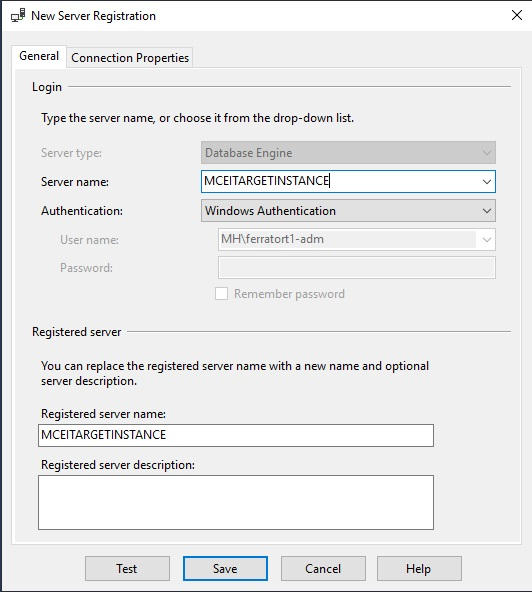 New Server Registration
General
Connection Properties
Login
Type the server name, or choose it from the drop-down list.
Server type:
Database Engine
Server name:
MCEITARGETINSTANCE
Authentication:
Windows Authentication
User name:
MH\ferratort1-adm
Password:
Remember password
Registered server
You can replace the registered server name with a new name and optional
server description.
Registered server name:
MCEITARGETINSTANCE
Registered server description:
Test
Save
Cancel
Help